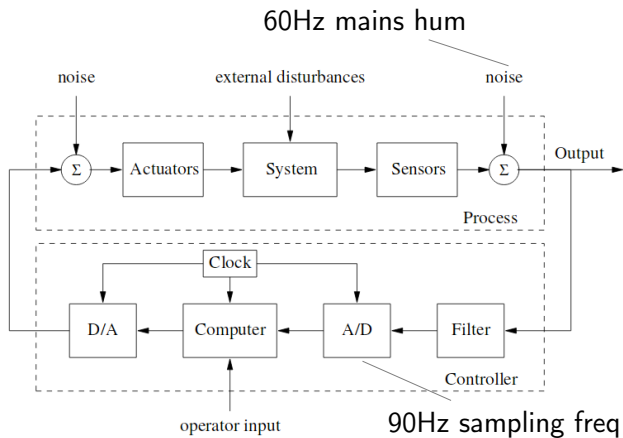 60Hz mains hum
noise
external disturbances
noise
Σ
Actuators
System
Sensors
Σ
Output
Process
Clock
D/A
Computer
A/D
Filter
Controller
operator input
90Hz sampling freq